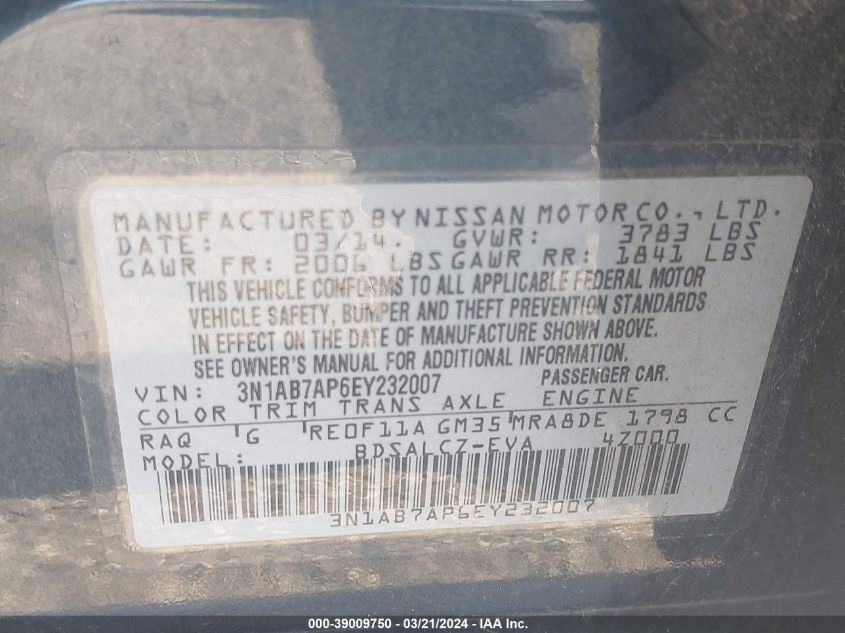 MANUFACTURED BY NISSAN MOTOR CO., LTD.
DATE: 03/14. GVWR: 3783 LBS
GAWR FR: 2006 LBS GAWR RR: 1841 LBS
THIS VEHICLE CONFORMS TO ALL APPLICABLE FEDERAL MOTOR
VEHICLE SAFETY, BUMPER AND THEFT PREVENTION STANDARDS
IN EFFECT ON THE DATE OF MANUFACTURE SHOWN ABOVE.
SEE OWNER'S MANUAL FOR ADDITIONAL INFORMATION.
VIN: 3N1AB7AP6EY232007 PASSENGER CAR.
COLOR TRIM TRANS AXLE ENGINE
RAQ G RE0F11A GM35 MRA8DE 1798 CC
MODEL: BDSALCZ-EVA 4Z000
3N1AB7AP6EY232007
000-39009750 - 03/21/2024 - IAA Inc.